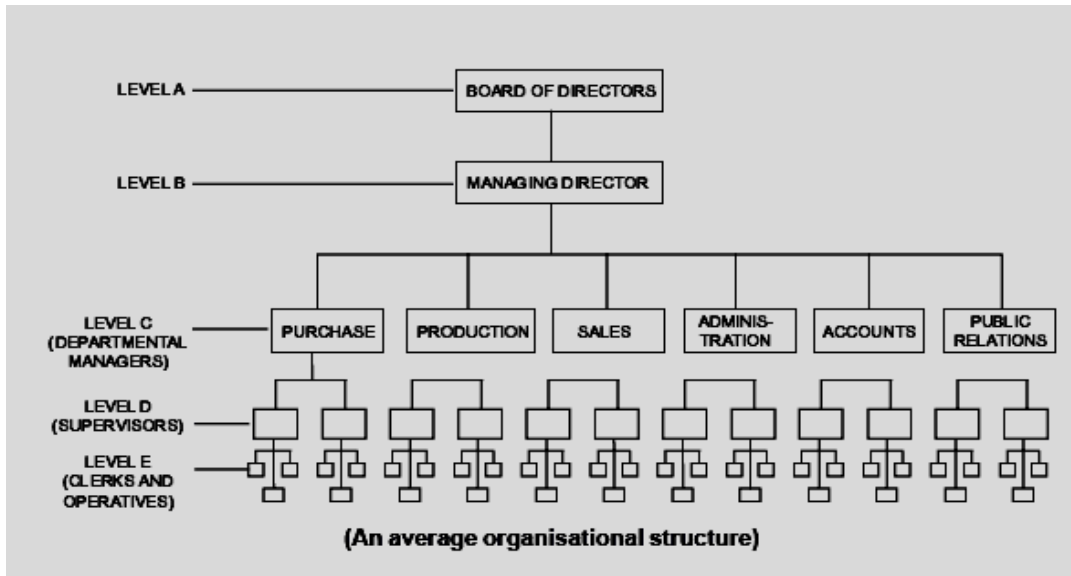 LEVEL A
BOARD OF DIRECTORS
LEVEL B
MANAGING DIRECTOR
LEVEL C
(DEPARTMENTAL
MANAGERS)
PURCHASE
PRODUCTION
SALES
ADMINIS-
TRATION
ACCOUNTS
PUBLIC
RELATIONS
LEVEL D
(SUPERVISORS)
LEVEL E
(CLERKS AND
OPERATIVES)
(An average organisational structure)